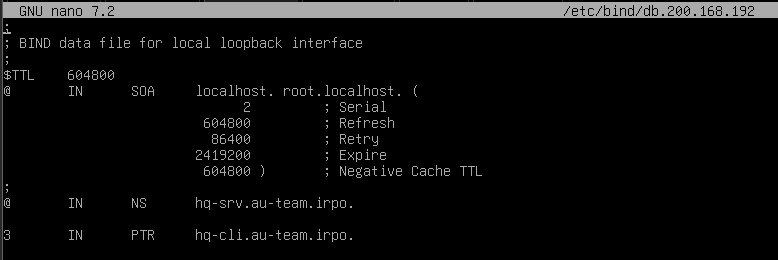 GNU nano 7.2 /etc/bind/db.200.168.192
;
; BIND data file for local loopback interface
;
$TTL 604800
@ IN SOA localhost. root.localhost. (
2 ; Serial
604800 ; Refresh
86400 ; Retry
2419200 ; Expire
604800 ) ; Negative Cache TTL
;
@ IN NS hq-srv.au-team.irpo.
3 IN PTR hq-cli.au-team.irpo.